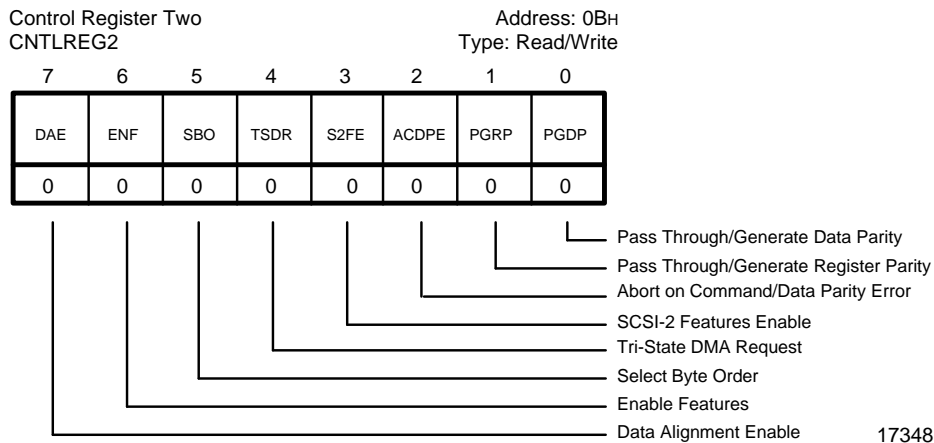 Control Register Two Address: 0BH
CNTLREG2 Type: Read/Write
7 6 5 4 3 2 1 0
DAE ENF SBO TSDR S2FE ACDPE PGRP PGDP
0 0 0 0 0 0 0 0
Pass Through/Generate Data Parity
Pass Through/Generate Register Parity
Abort on Command/Data Parity Error
SCSI-2 Features Enable
Tri-State DMA Request
Select Byte Order
Enable Features
Data Alignment Enable 17348